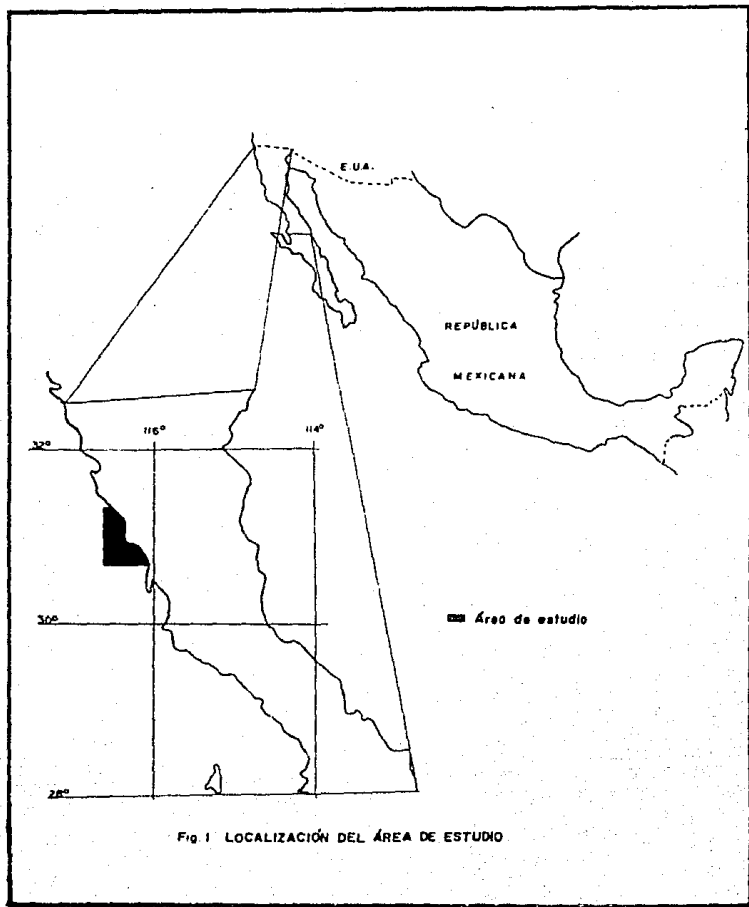 E.U.A.
REPÚBLICA
MEXICANA
116° 114°
32°
30°
Área de estudio
28°
Fig. 1 LOCALIZACIÓN DEL ÁREA DE ESTUDIO